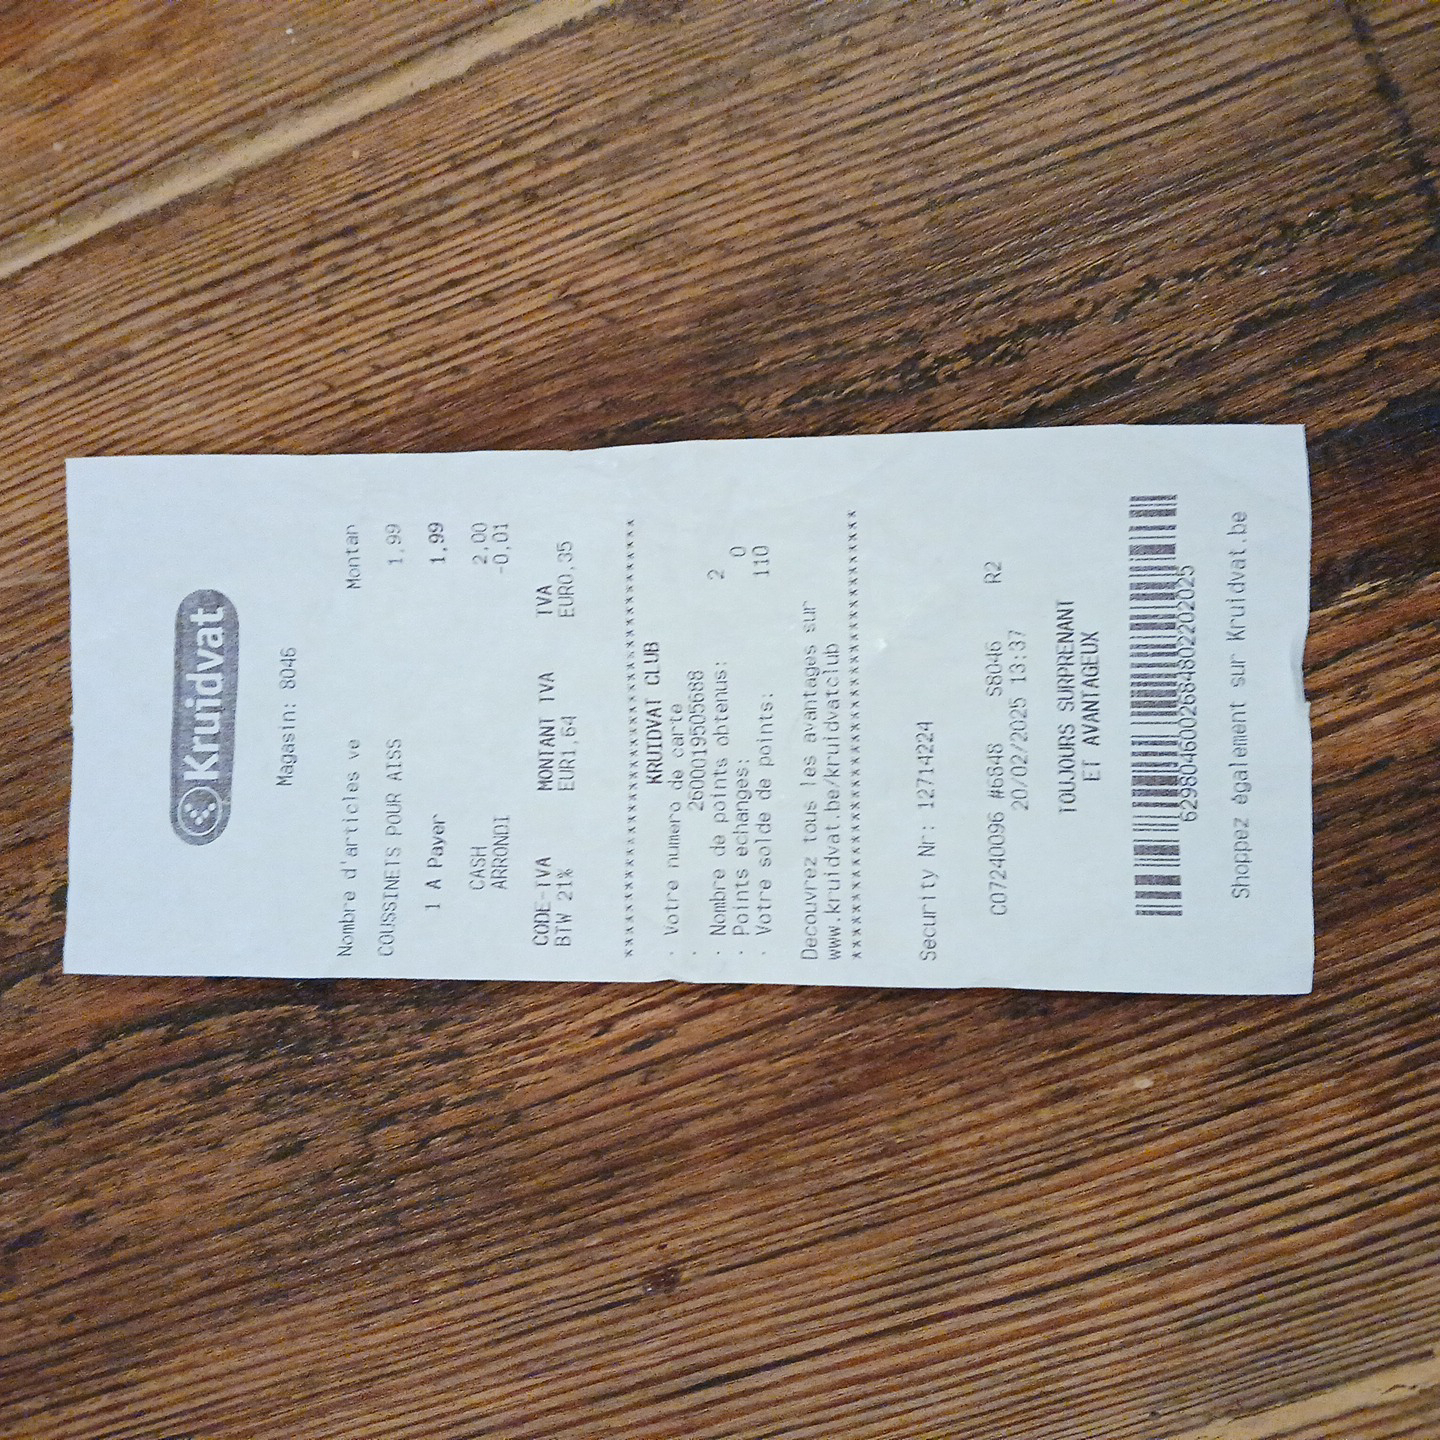 Kruidvat
Magasin: 8046
Nombre d'articles ve Montan
COUSSINETS POUR AISS 1,99
1 A Payer 1,99
CASH 2,00
ARRONDI -0,01
CODE-TVA MONTANT TVA TVA
BTW 21% EUR1,64 EUR0,35
****************************************
KRUIDVAT CLUB
· Votre numero de carte
· 2600019505688
· Nombre de points obtenus: 2
· Points echanges: 0
· Votre solde de points: 110
Decouvrez tous les avantages sur
www.kruidvat.be/kruidvatclub
****************************************
Security Nr: 12714224
C07240096 #6848 S8046 R2
20/02/2025 13:37
TOUJOURS SURPRENANT
ET AVANTAGEUX
62980460026848022022025
Shoppez également sur Kruidvat.be